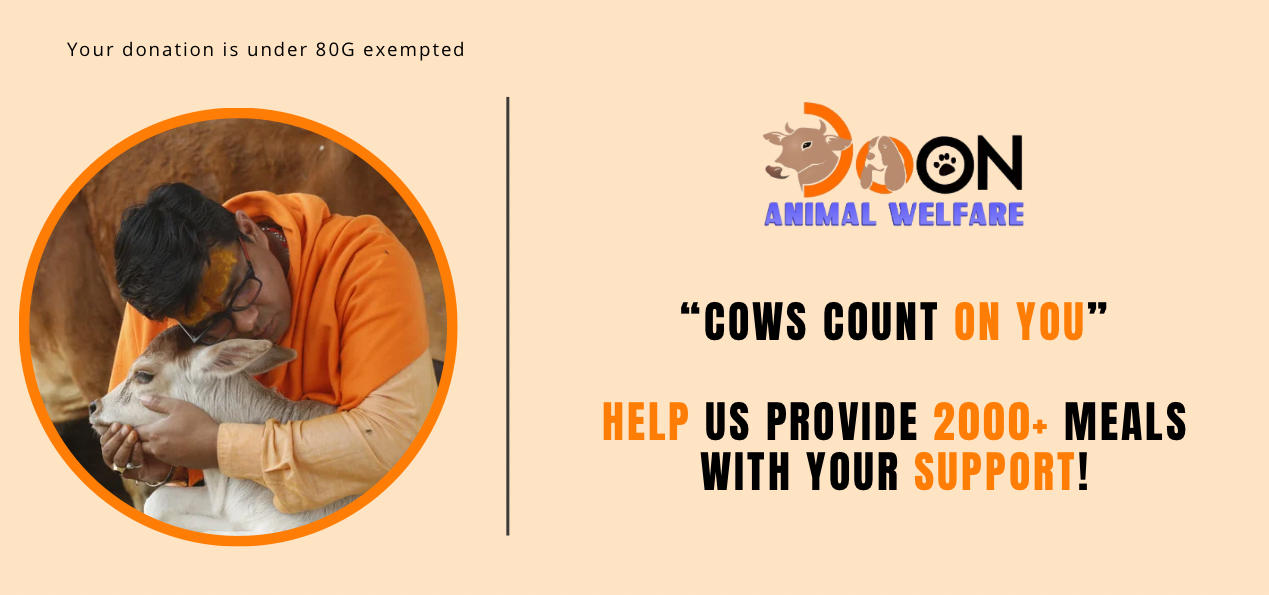 Your donation is under 80G exempted
DOON
ANIMAL WELFARE
“COWS COUNT ON YOU”
HELP US PROVIDE 2000+ MEALS
WITH YOUR SUPPORT!